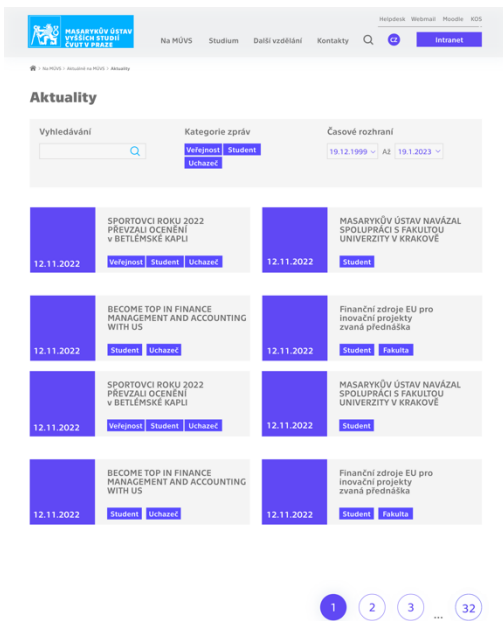 Helpdesk Webmail Moodle KOS
MASARYKŮV ÚSTAV
VYŠŠÍCH STUDIÍ
ČVUT V PRAZE
Na MÚVS Studium Další vzdělání Kontakty CZ Intranet
> Na MÚVS > Aktuálně na MÚVS > Aktuality
Aktuality
Vyhledávání Kategorie zpráv Časové rozhraní
Veřejnost Student
Uchazeč
19.12.1999 Až 19.1.2023
SPORTOVCI ROKU 2022
PŘEVZALI OCENĚNÍ
v BETLÉMSKÉ KAPLI
12.11.2022 Veřejnost Student Uchazeč
MASARYKŮV ÚSTAV NAVÁZAL
SPOLUPRÁCI S FAKULTOU
UNIVERZITY V KRAKOVĚ
12.11.2022 Student
BECOME TOP IN FINANCE
MANAGEMENT AND ACCOUNTING
WITH US
12.11.2022 Student Uchazeč
Finanční zdroje EU pro
inovační projekty
zvaná přednáška
12.11.2022 Student Fakulta
SPORTOVCI ROKU 2022
PŘEVZALI OCENĚNÍ
v BETLÉMSKÉ KAPLI
12.11.2022 Veřejnost Student Uchazeč
MASARYKŮV ÚSTAV NAVÁZAL
SPOLUPRÁCI S FAKULTOU
UNIVERZITY V KRAKOVĚ
12.11.2022 Student
BECOME TOP IN FINANCE
MANAGEMENT AND ACCOUNTING
WITH US
12.11.2022 Student Uchazeč
Finanční zdroje EU pro
inovační projekty
zvaná přednáška
12.11.2022 Student Fakulta
1 2 3 ... 32